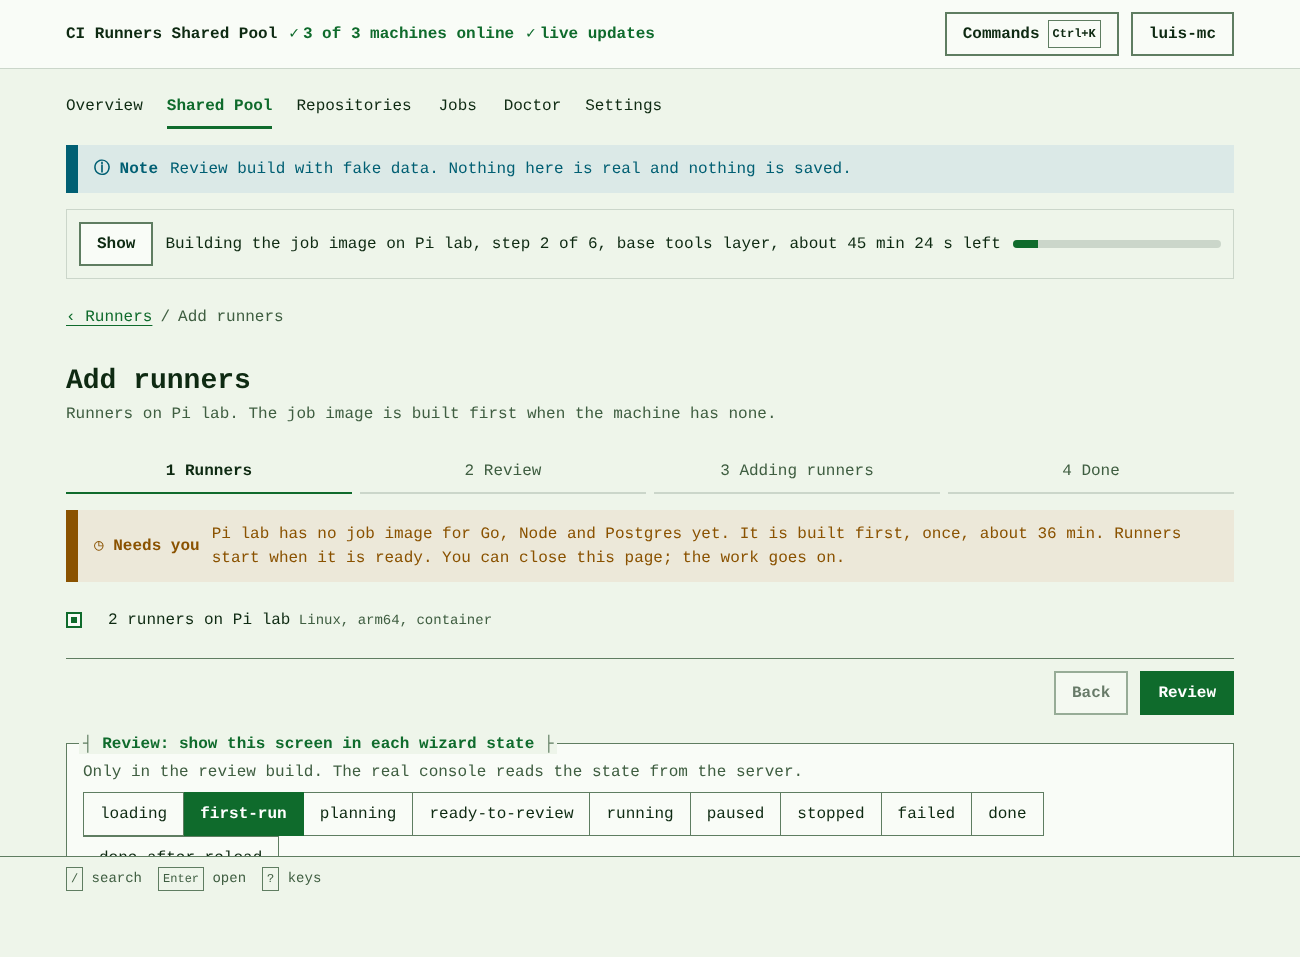 CI Runners Shared Pool ✓ 3 of 3 machines online ✓ live updates
Commands Ctrl+K luis-mc
Overview Shared Pool Repositories Jobs Doctor Settings
ⓘ Note Review build with fake data. Nothing here is real and nothing is saved.
Show Building the job image on Pi lab, step 2 of 6, base tools layer, about 45 min 24 s left
‹ Runners / Add runners
Add runners
Runners on Pi lab. The job image is built first when the machine has none.
1 Runners 2 Review 3 Adding runners 4 Done
◷ Needs you Pi lab has no job image for Go, Node and Postgres yet. It is built first, once, about 36 min. Runners
start when it is ready. You can close this page; the work goes on.
2 runners on Pi lab Linux, arm64, container
Back Review
┤ Review: show this screen in each wizard state ├
Only in the review build. The real console reads the state from the server.
loading first-run planning ready-to-review running paused stopped failed done
done after reload
/ search Enter open ? keys